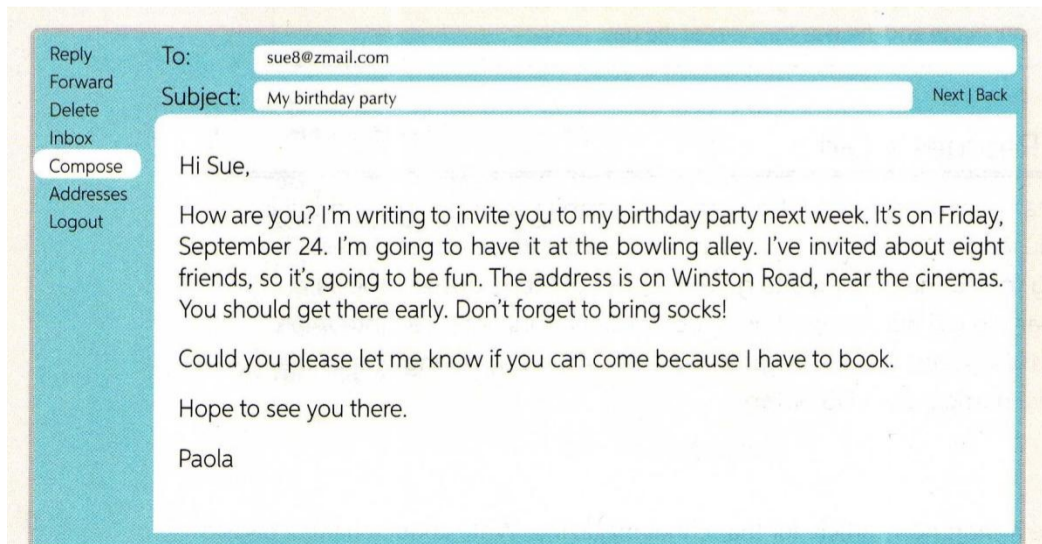 Reply
Forward
Delete
Inbox
Compose
Addresses
Logout
To: sue8@zmail.com
Subject: My birthday party
Next | Back
Hi Sue,
How are you? I'm writing to invite you to my birthday party next week. It's on Friday,
September 24. I'm going to have it at the bowling alley. I've invited about eight
friends, so it's going to be fun. The address is on Winston Road, near the cinemas.
You should get there early. Don't forget to bring socks!
Could you please let me know if you can come because I have to book.
Hope to see you there.
Paola